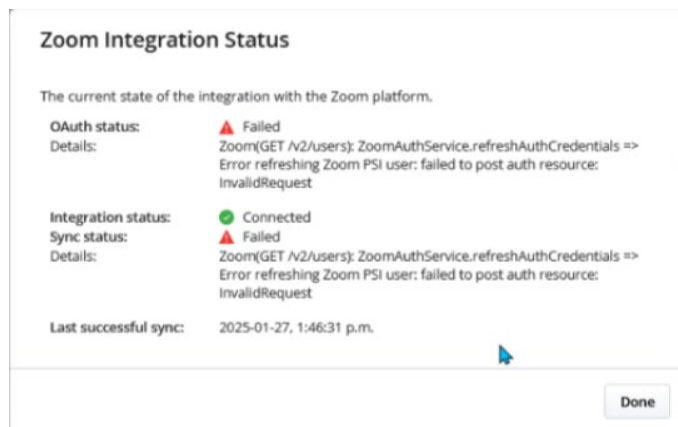 Zoom Integration Status
The current state of the integration with the Zoom platform.
OAuth status: Failed
Details: Zoom(GET /v2/users): ZoomAuthService.refreshAuthCredentials =>
Error refreshing Zoom PSI user: failed to post auth resource:
InvalidRequest
Integration status: Connected
Sync status: Failed
Details: Zoom(GET /v2/users): ZoomAuthService.refreshAuthCredentials =>
Error refreshing Zoom PSI user: failed to post auth resource:
InvalidRequest
Last successful sync: 2025-01-27, 1:46:31 p.m.
Done